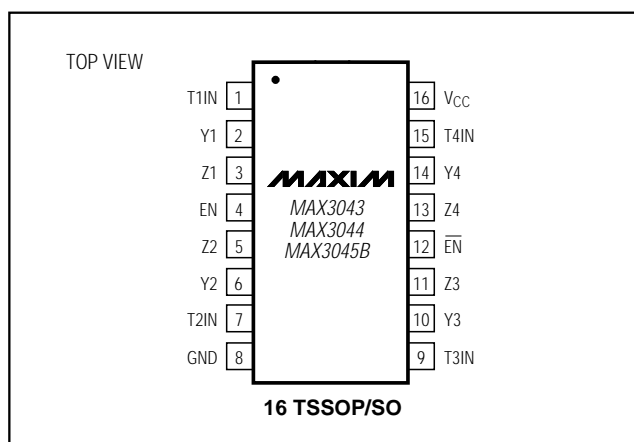 TOP VIEW
T1IN 1
Y1 2
Z1 3
EN 4
Z2 5
Y2 6
T2IN 7
GND 8
MAXIM
MAX3043
MAX3044
MAX3045B
16 VCC
15 T4IN
14 Y4
13 Z4
12 E̅N̅
11 Z3
10 Y3
9 T3IN
16 TSSOP/SO